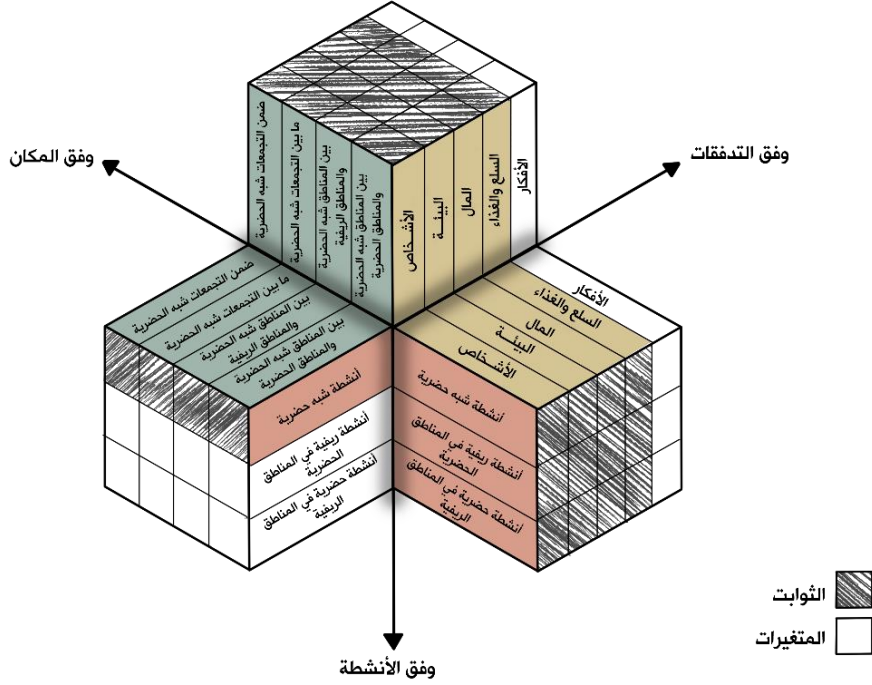 وفق التدفقات
وفق المكان
ضمن التجمعات شبه الحضرية
ما بين التجمعات شبه الحضرية
بين المناطق شبه الحضرية
والمناطق الريفية
بين المناطق شبه الحضرية
والمناطق الحضرية
الأشخاص
البيئة
المال
السلع والغذاء
الأفكار
ضمن التجمعات شبه الحضرية
ما بين التجمعات شبه الحضرية
بين المناطق شبه الحضرية
والمناطق الريفية
بين المناطق شبه الحضرية
والمناطق الحضرية
أنشطة شبه حضرية
أنشطة ريفية في المناطق
الحضرية
أنشطة حضرية في المناطق
الريفية
الأفكار
السلع والغذاء
المال
البيئة
الأشخاص
أنشطة شبه حضرية
أنشطة ريفية في المناطق
الحضرية
أنشطة حضرية في المناطق
الريفية
الثوابت
المتغيرات
وفق الأنشطة